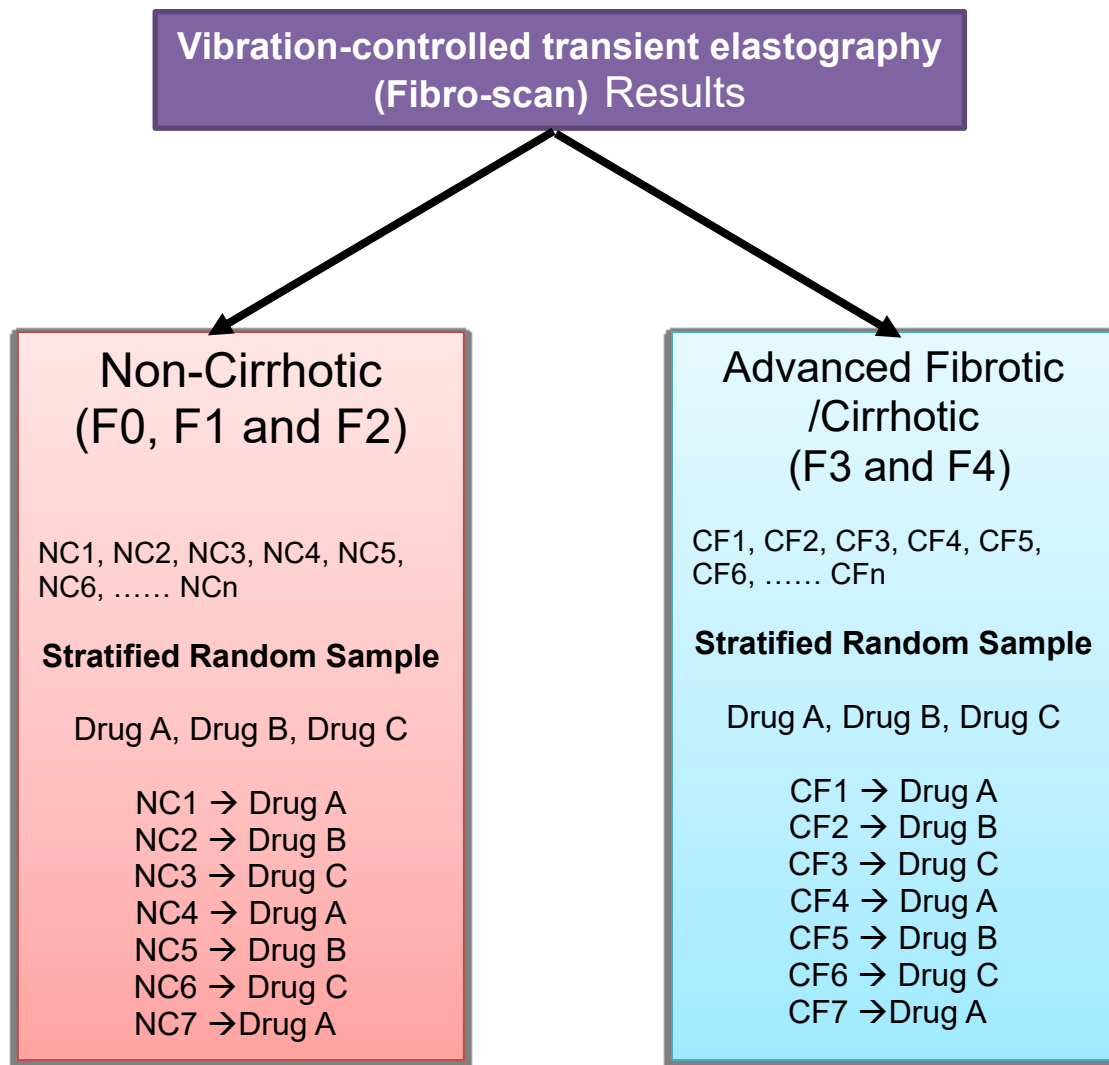 Vibration-controlled transient elastography
(Fibro-scan) Results
Non-Cirrhotic
(F0, F1 and F2)
NC1, NC2, NC3, NC4, NC5,
NC6, …… NCn
Stratified Random Sample
Drug A, Drug B, Drug C
NC1 → Drug A
NC2 → Drug B
NC3 → Drug C
NC4 → Drug A
NC5 → Drug B
NC6 → Drug C
NC7 →Drug A
Advanced Fibrotic
/Cirrhotic
(F3 and F4)
CF1, CF2, CF3, CF4, CF5,
CF6, …… CFn
Stratified Random Sample
Drug A, Drug B, Drug C
CF1 → Drug A
CF2 → Drug B
CF3 → Drug C
CF4 → Drug A
CF5 → Drug B
CF6 → Drug C
CF7 →Drug A